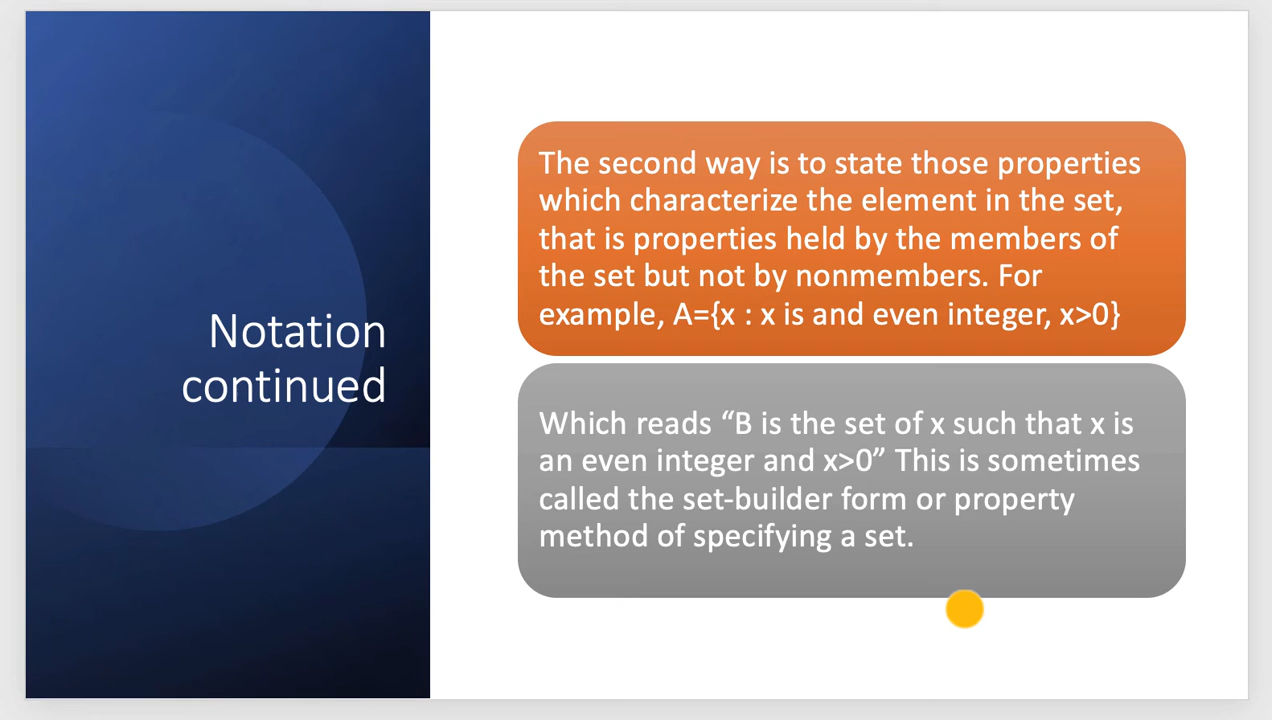 Notation
continued
The second way is to state those properties
which characterize the element in the set,
that is properties held by the members of
the set but not by nonmembers. For
example, A={x : x is and even integer, x>0}
Which reads “B is the set of x such that x is
an even integer and x>0” This is sometimes
called the set-builder form or property
method of specifying a set.